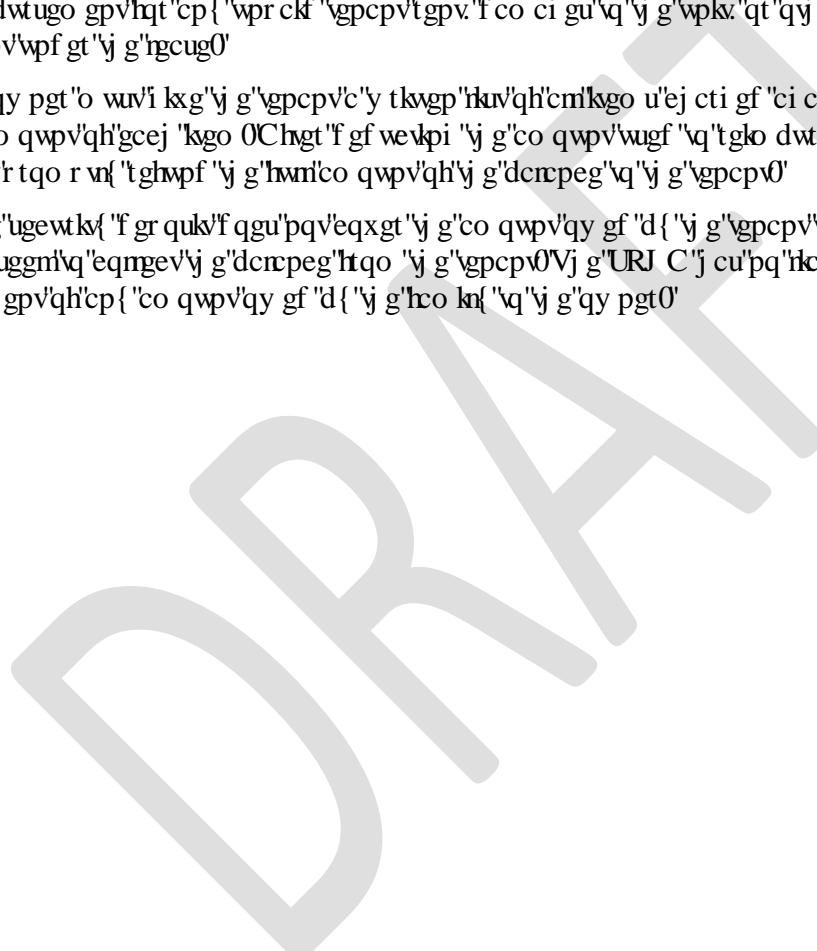 dwtugo gpv'hqt"cp{"wpr ckf "vgpcpv'tgpv."f co ci gu"vq"vj g"wpkv."qt"qvj
v'wpf gt"vj g"ngcug0'
qy pgt"o wuv'i kxg"vj g"vgpcpv'c"y tkwgp"nkuv'qh'cm'kvgo u"ej cti gf "ci c
o qwpv'qh'gcej "kvgo 0'Chvgt"f gf wevkpi "vj g"co qwpv'wugf "vq"tgko dwt
r tqo r vn{ "tghwpf "vj g"hwm'co qwpv'qh'vj g"dcncpeg"vq"vj g"vgpcpv0'
ugewtkv{ "f gr qukv'f qgu"pqv'eqxgt"vj g"co qwpv'qy gf "d{ "vj g"vgpcpv'
uggm'vq"eqmgev'vj g"dcncpeg"htqo "vj g"vgpcpv0'Vj g"URJ C"j cu"pq"nkc
gpv'qh'cp{ "co qwpv'qy gf "d{ "vj g"hco kn{ "vq"vj g"qy pgt0'
DRAFT